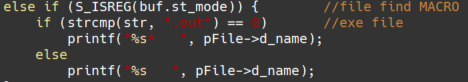 else if (S_ISREG(buf.st_mode)) {        //file find MACRO
    if (strcmp(str, ".out") == 0)       //exe file
        printf("%s*   ", pFile->d_name);
    else
        printf("%s   ", pFile->d_name);